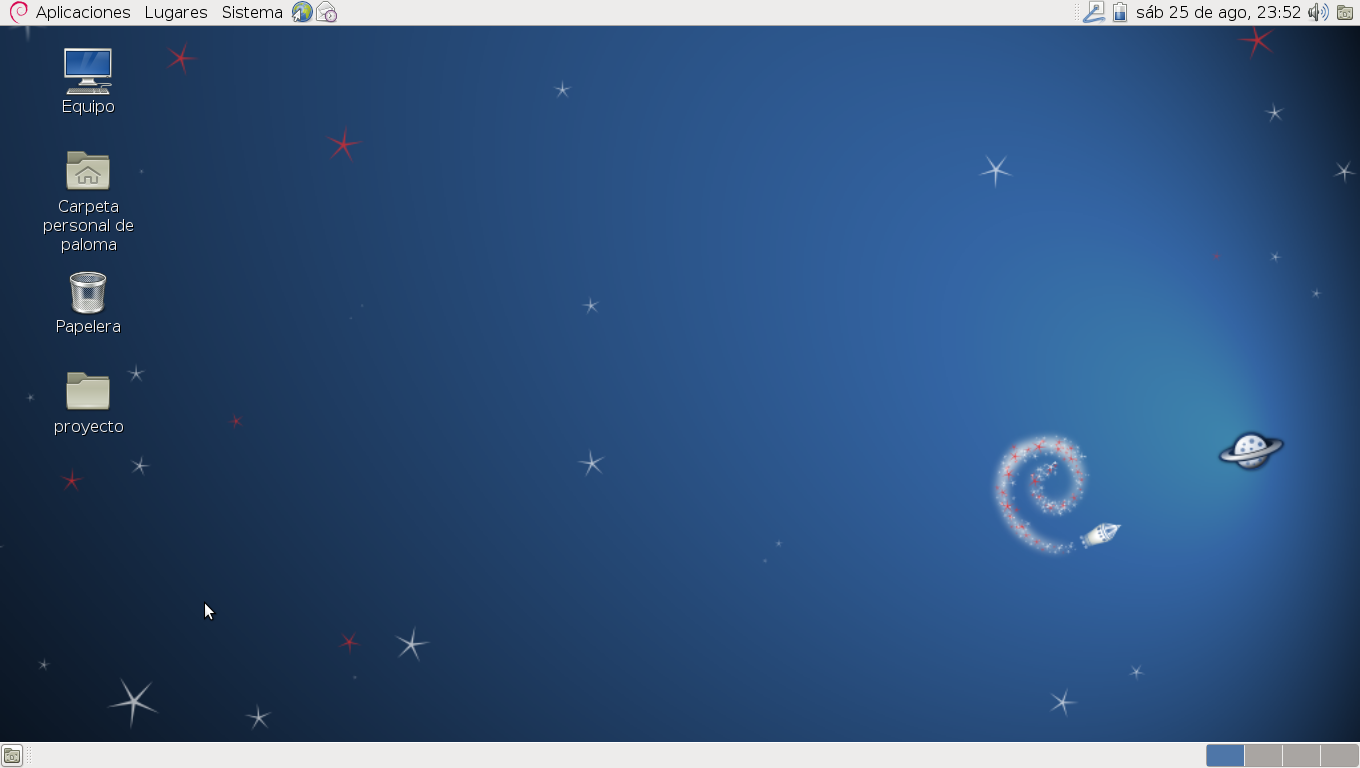 Aplicaciones Lugares Sistema
sáb 25 de ago, 23:52
Equipo
Carpeta
personal de
paloma
Papelera
proyecto